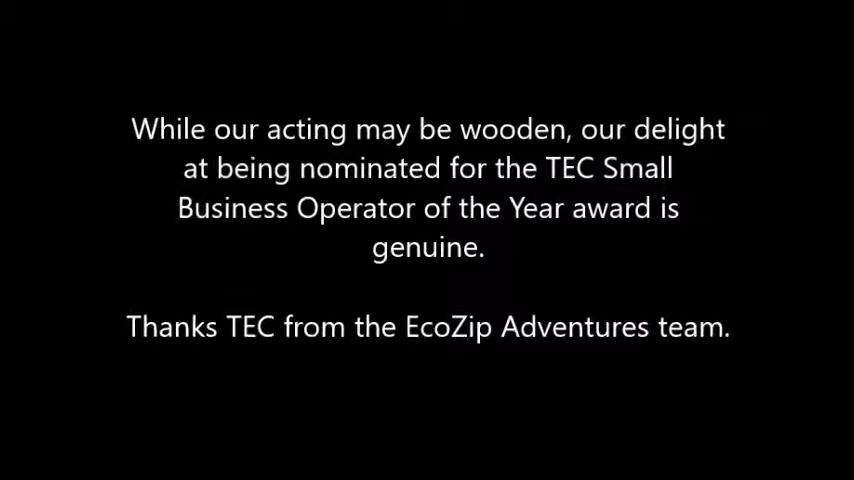 While our acting may be wooden, our delight
at being nominated for the TEC Small
Business Operator of the Year award is
genuine.
Thanks TEC from the EcoZip Adventures team.